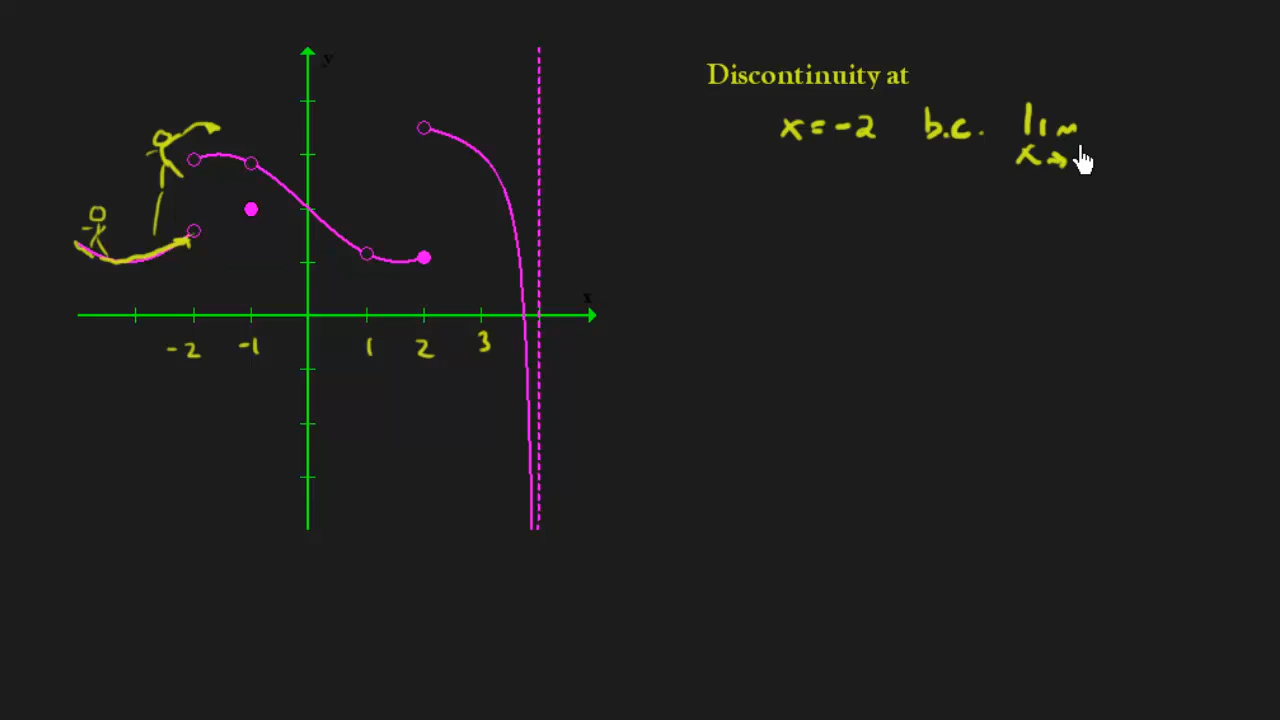 y
Discontinuity at
x = -2 b.c. lim
x →
x
-2 -1 1 2 3